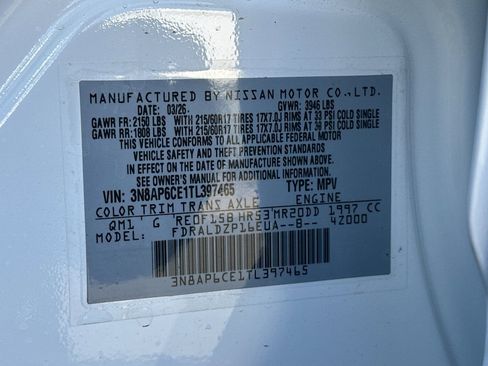 MANUFACTURED BY NISSAN MOTOR CO., LTD.
03/26 GVWR: 3946 LBS
GAWR FR: 2150 LBS WITH 215/60R17 TIRES 17X7.0J RIMS AT 33 PSI COLD SINGLE
GAWR RR: 1808 LBS WITH 215/60R17 TIRES 17X7.0J RIMS AT 36 PSI COLD SINGLE
THIS VEHICLE CONFORMS TO ALL APPLICABLE FEDERAL MOTOR
VEHICLE SAFETY AND THEFT PREVENTION STANDARDS IN
EFFECT ON THE DATE OF MANUFACTURE SHOWN ABOVE.
SEE OWNER'S MANUAL FOR ADDITIONAL INFORMATION.
VIN: 3N8AP6CE1TL397465 TYPE: MPV
COLOR TRIM TRANS AXLE ENGINE
QM1 G RE0F15B HR53 MR20DD 1997 CC
MODEL: FDRALDZP16EUA--B-- 42000
3N8AP6CE1TL397465